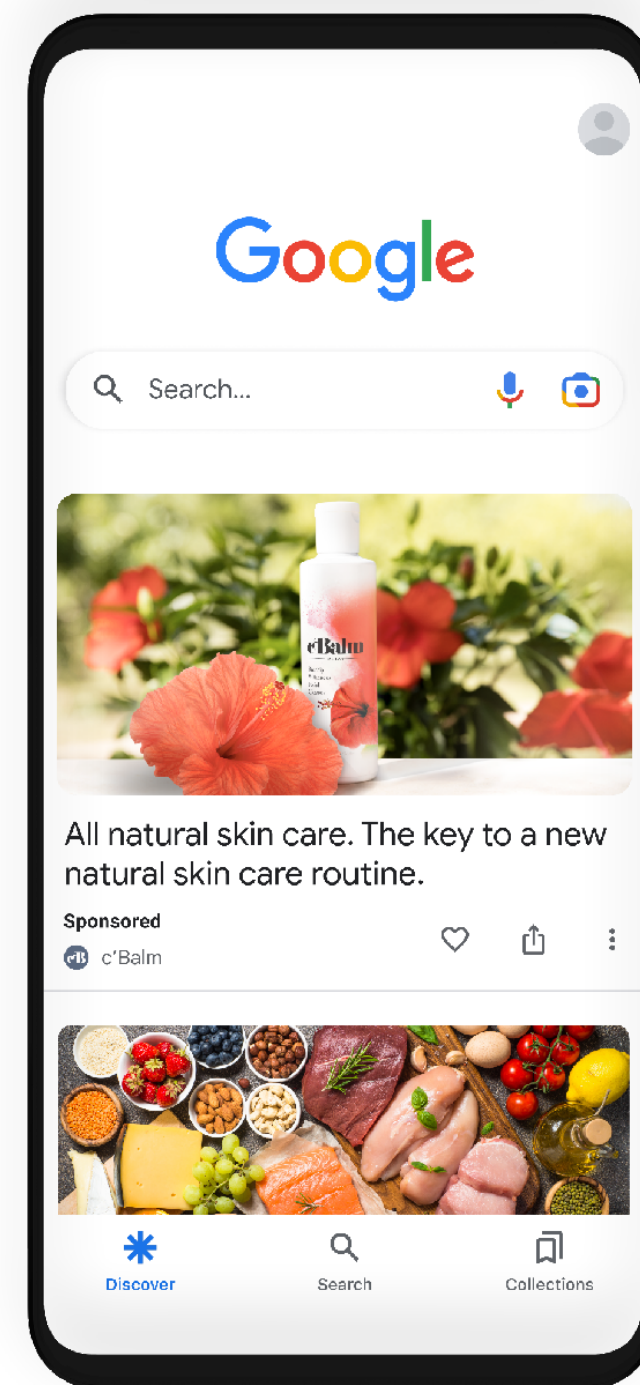 Google
Search...
c'Balm
All natural skin care. The key to a new
natural skin care routine.
Sponsored
c'B
c'Balm
Discover
Search
Collections